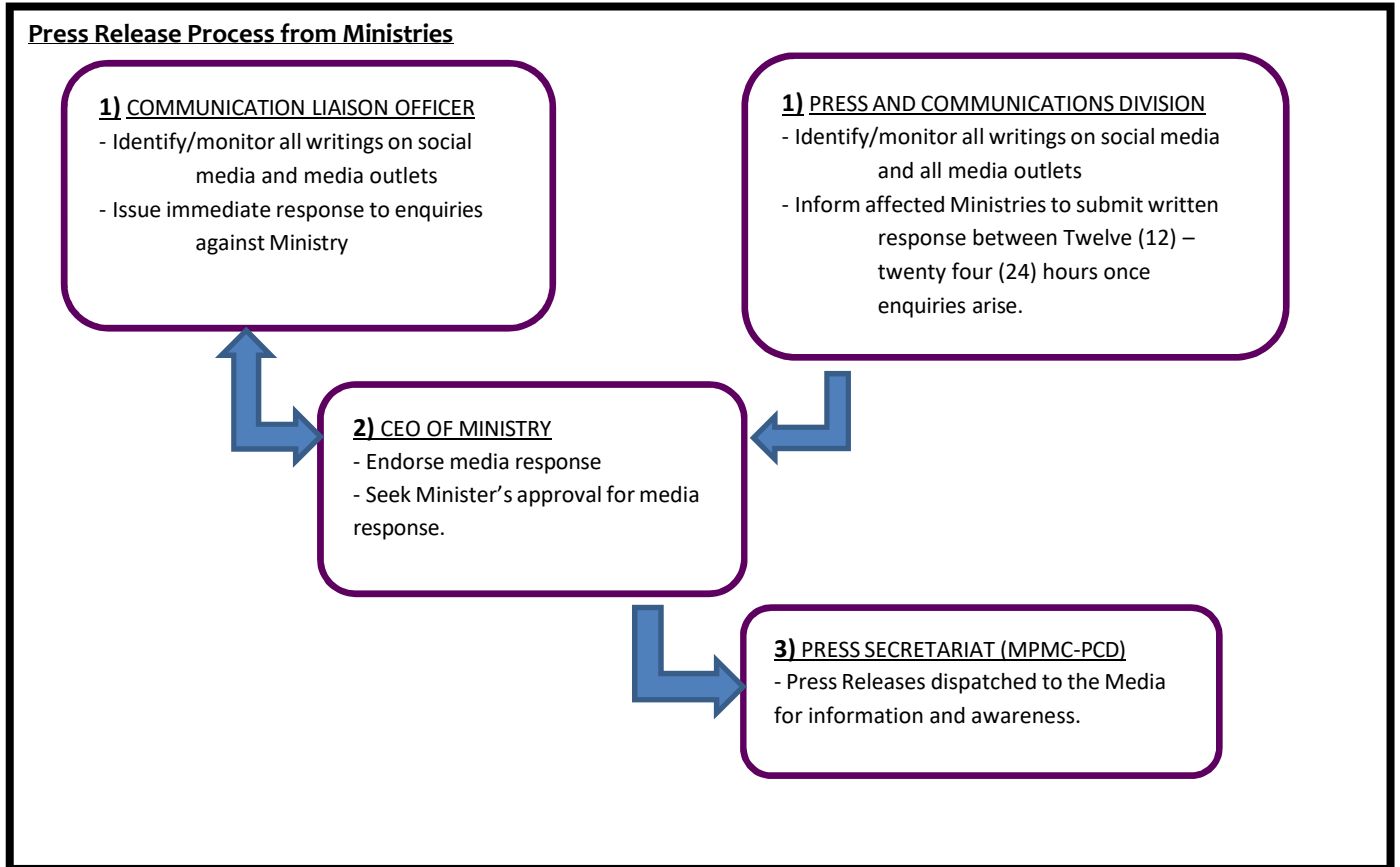 Press Release Process from Ministries
1) COMMUNICATION LIAISON OFFICER
- Identify/monitor all writings on social
media and media outlets
- Issue immediate response to enquiries
against Ministry
1) PRESS AND COMMUNICATIONS DIVISION
- Identify/monitor all writings on social media
and all media outlets
- Inform affected Ministries to submit written
response between Twelve (12) –
twenty four (24) hours once
enquiries arise.
2) CEO OF MINISTRY
- Endorse media response
- Seek Minister’s approval for media
response.
3) PRESS SECRETARIAT (MPMC-PCD)
- Press Releases dispatched to the Media
for information and awareness.